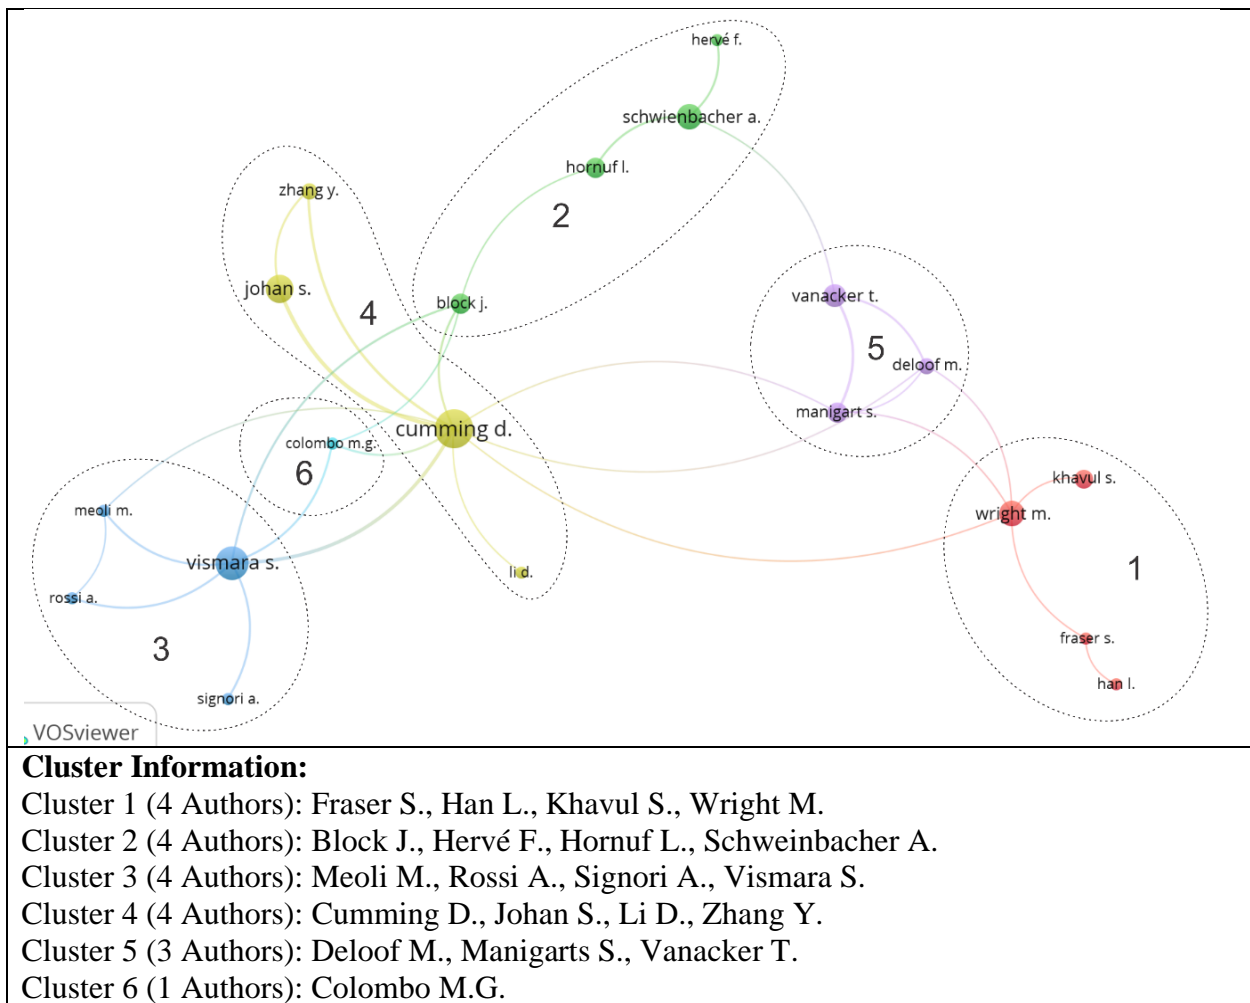 hervé f.
schwienbacher a.
hornuf l.
zhang y.
2
johan s.
vanacker t.
block j.
4
5
deloof m.
manigart s.
cumming d.
colombo m.g.
6
khavul s.
meoli m.
wright m.
vismara s.
li d.
1
rossi a.
fraser s.
3
han l.
signori a.
VOSviewer
Cluster Information:
Cluster 1 (4 Authors): Fraser S., Han L., Khavul S., Wright M.
Cluster 2 (4 Authors): Block J., Hervé F., Hornuf L., Schweinbacher A.
Cluster 3 (4 Authors): Meoli M., Rossi A., Signori A., Vismara S.
Cluster 4 (4 Authors): Cumming D., Johan S., Li D., Zhang Y.
Cluster 5 (3 Authors): Deloof M., Manigarts S., Vanacker T.
Cluster 6 (1 Authors): Colombo M.G.